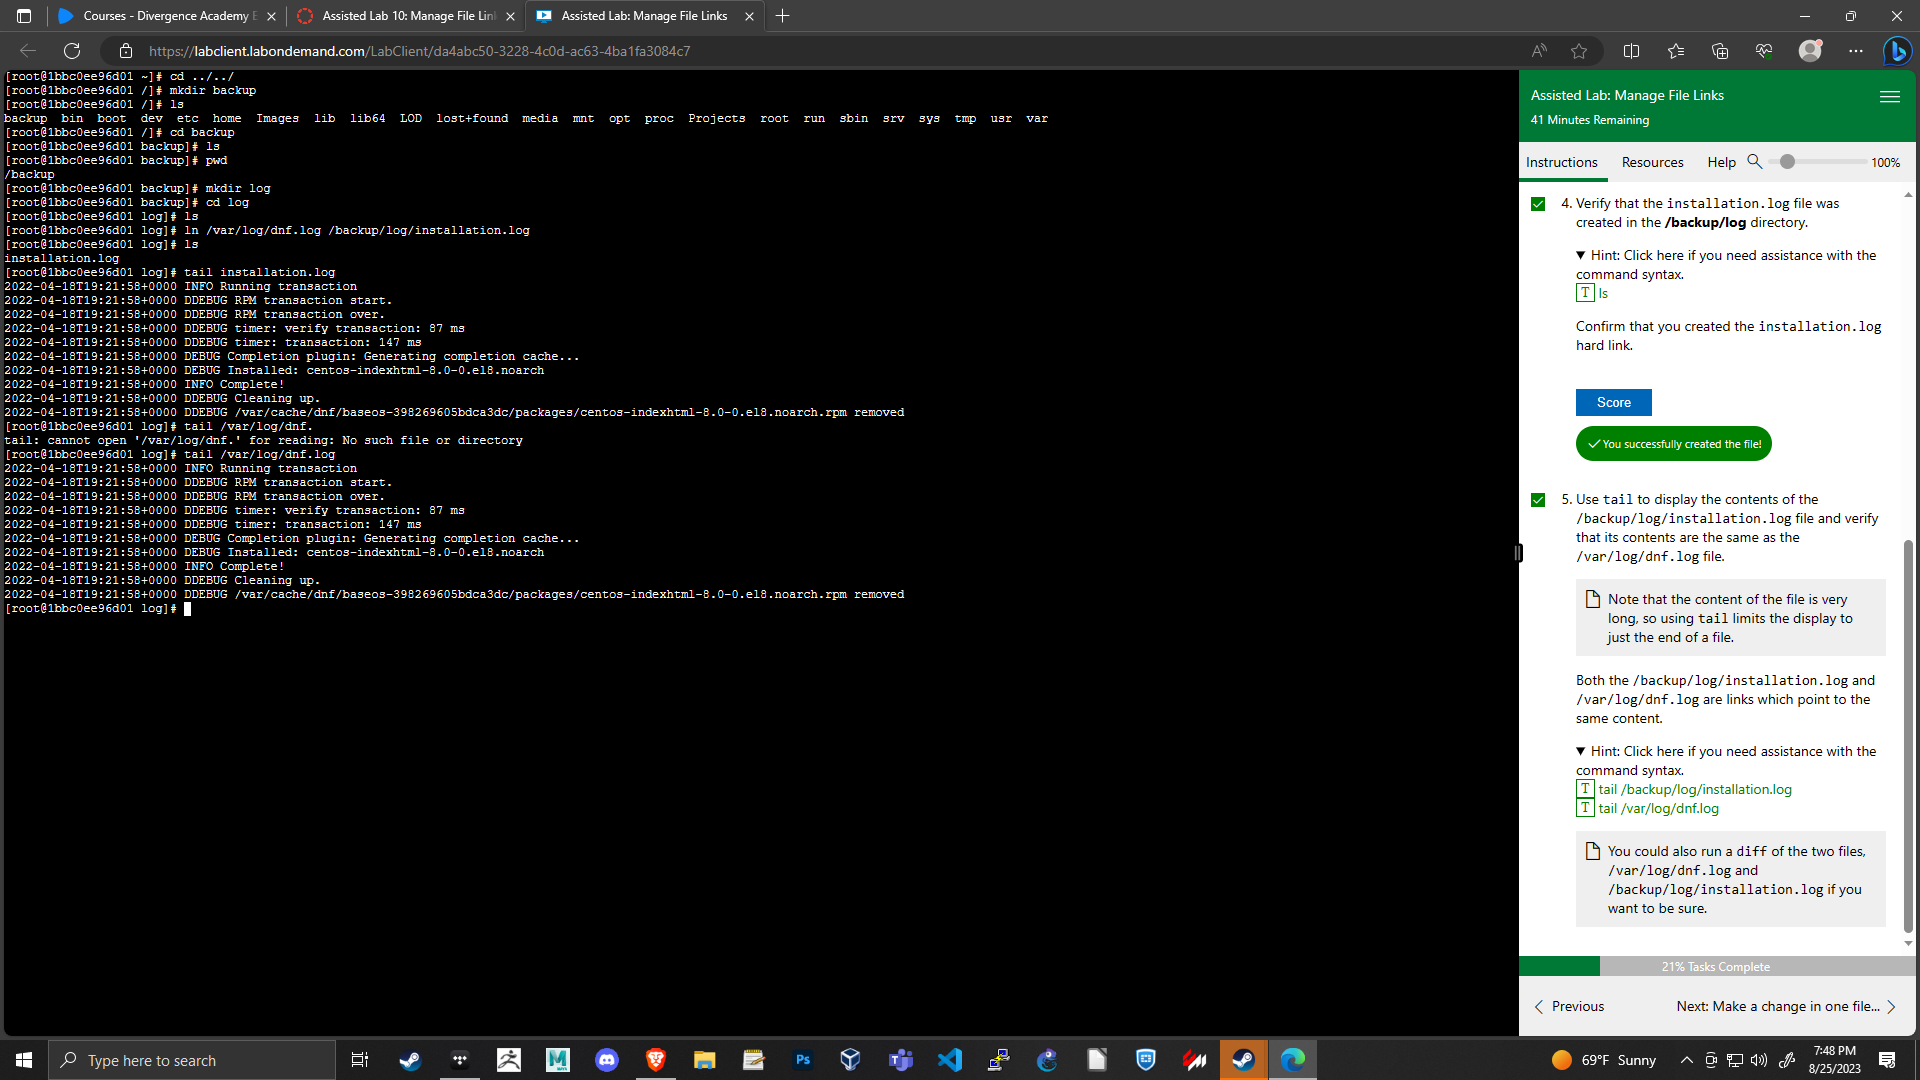 Courses - Divergence Academy E
Assisted Lab 10: Manage File Lin
Assisted Lab: Manage File Links
https://labclient.labondemand.com/LabClient/da4abc50-3228-4c0d-ac63-4ba1fa3084c7
[root@1bbc0ee96d01 ~]# cd ../../
[root@1bbc0ee96d01 /]# mkdir backup
[root@1bbc0ee96d01 /]# ls
backup bin boot dev etc home Images lib lib64 LOD lost+found media mnt opt proc Projects root run sbin srv sys tmp usr var
[root@1bbc0ee96d01 /]# cd backup
[root@1bbc0ee96d01 backup]# ls
[root@1bbc0ee96d01 backup]# pwd
/backup
[root@1bbc0ee96d01 backup]# mkdir log
[root@1bbc0ee96d01 backup]# cd log
[root@1bbc0ee96d01 log]# ls
[root@1bbc0ee96d01 log]# ln /var/log/dnf.log /backup/log/installation.log
[root@1bbc0ee96d01 log]# ls
installation.log
[root@1bbc0ee96d01 log]# tail installation.log
2022-04-18T19:21:58+0000 INFO Running transaction
2022-04-18T19:21:58+0000 DDEBUG RPM transaction start.
2022-04-18T19:21:58+0000 DDEBUG RPM transaction over.
2022-04-18T19:21:58+0000 DDEBUG timer: verify transaction: 87 ms
2022-04-18T19:21:58+0000 DDEBUG timer: transaction: 147 ms
2022-04-18T19:21:58+0000 DEBUG Completion plugin: Generating completion cache...
2022-04-18T19:21:58+0000 DEBUG Installed: centos-indexhtml-8.0-0.el8.noarch
2022-04-18T19:21:58+0000 INFO Complete!
2022-04-18T19:21:58+0000 DDEBUG Cleaning up.
2022-04-18T19:21:58+0000 DDEBUG /var/cache/dnf/baseos-398269605bdca3dc/packages/centos-indexhtml-8.0-0.el8.noarch.rpm removed
[root@1bbc0ee96d01 log]# tail /var/log/dnf.
tail: cannot open '/var/log/dnf.' for reading: No such file or directory
[root@1bbc0ee96d01 log]# tail /var/log/dnf.log
2022-04-18T19:21:58+0000 INFO Running transaction
2022-04-18T19:21:58+0000 DDEBUG RPM transaction start.
2022-04-18T19:21:58+0000 DDEBUG RPM transaction over.
2022-04-18T19:21:58+0000 DDEBUG timer: verify transaction: 87 ms
2022-04-18T19:21:58+0000 DDEBUG timer: transaction: 147 ms
2022-04-18T19:21:58+0000 DEBUG Completion plugin: Generating completion cache...
2022-04-18T19:21:58+0000 DEBUG Installed: centos-indexhtml-8.0-0.el8.noarch
2022-04-18T19:21:58+0000 INFO Complete!
2022-04-18T19:21:58+0000 DDEBUG Cleaning up.
2022-04-18T19:21:58+0000 DDEBUG /var/cache/dnf/baseos-398269605bdca3dc/packages/centos-indexhtml-8.0-0.el8.noarch.rpm removed
[root@1bbc0ee96d01 log]#
Assisted Lab: Manage File Links
41 Minutes Remaining
Instructions Resources Help 100%
4. Verify that the installation.log file was
created in the /backup/log directory.
Hint: Click here if you need assistance with the
command syntax.
T ls
Confirm that you created the installation.log
hard link.
Score
You successfully created the file!
5. Use tail to display the contents of the
/backup/log/installation.log file and verify
that its contents are the same as the
/var/log/dnf.log file.
Note that the content of the file is very
long, so using tail limits the display to
just the end of a file.
Both the /backup/log/installation.log and
/var/log/dnf.log are links which point to the
same content.
Hint: Click here if you need assistance with the
command syntax.
T tail /backup/log/installation.log
T tail /var/log/dnf.log
You could also run a diff of the two files,
/var/log/dnf.log and
/backup/log/installation.log if you
want to be sure.
21% Tasks Complete
Previous
Next: Make a change in one file...
Type here to search
Ps
69°F Sunny
7:48 PM
8/25/2023